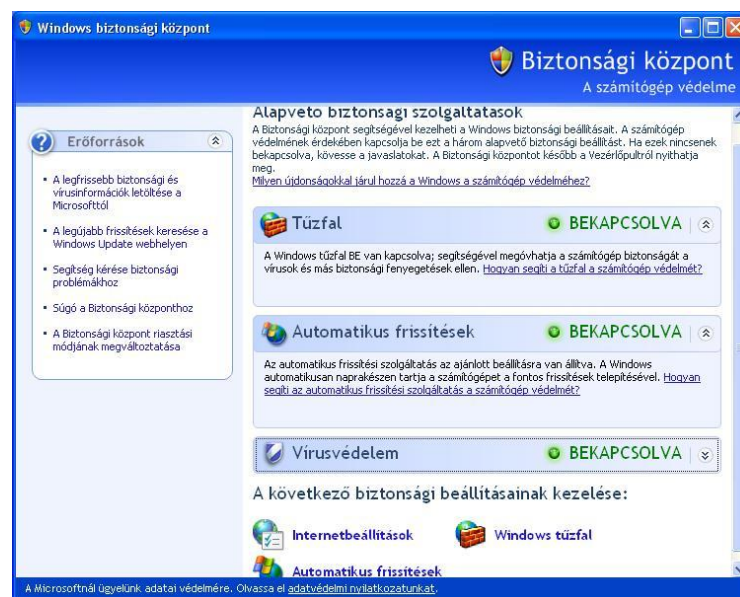 Windows biztonsági központ
Biztonsági központ
A számítógép védelme
Erőforrások
• A legfrissebb biztonsági és
vírusinformációk letöltése a
Microsofttól
• A legújabb frissítések keresése a
Windows Update webhelyen
• Segítség kérése biztonsági
problémákhoz
• Súgó a Biztonsági központhoz
• A Biztonsági központ riasztási
módjának megváltoztatása
Alapvető biztonsági szolgáltatások
A Biztonsági központ segítségével kezelheti a Windows biztonsági beállításait. A számítógép
védelmének érdekében kapcsolja be ezt a három alapvető biztonsági beállítást. Ha ezek nincsenek
bekapcsolva, kövesse a javaslatokat. A Biztonsági központot később a Vezérlőpultról nyithatja
meg.
Milyen újdonságokkal járul hozzá a Windows a számítógép védelméhez?
Tűzfal BEKAPCSOLVA
A Windows tűzfal BE van kapcsolva; segítségével megóvhatja a számítógép biztonságát a
vírusok és más biztonsági fenyegetések ellen. Hogyan segíti a tűzfal a számítógép védelmét?
Automatikus frissítések BEKAPCSOLVA
Az automatikus frissítési szolgáltatás az ajánlott beállításra van állítva. A Windows
automatikusan naprakészen tartja a számítógépet a fontos frissítések telepítésével. Hogyan
segíti az automatikus frissítési szolgáltatás a számítógép védelmét?
Vírusvédelem BEKAPCSOLVA
A következő biztonsági beállításainak kezelése:
Internetbeállítások Windows tűzfal
Automatikus frissítések
A Microsoftnál ügyelünk adatai védelmére. Olvassa el adatvédelmi nyilatkozatunkat.